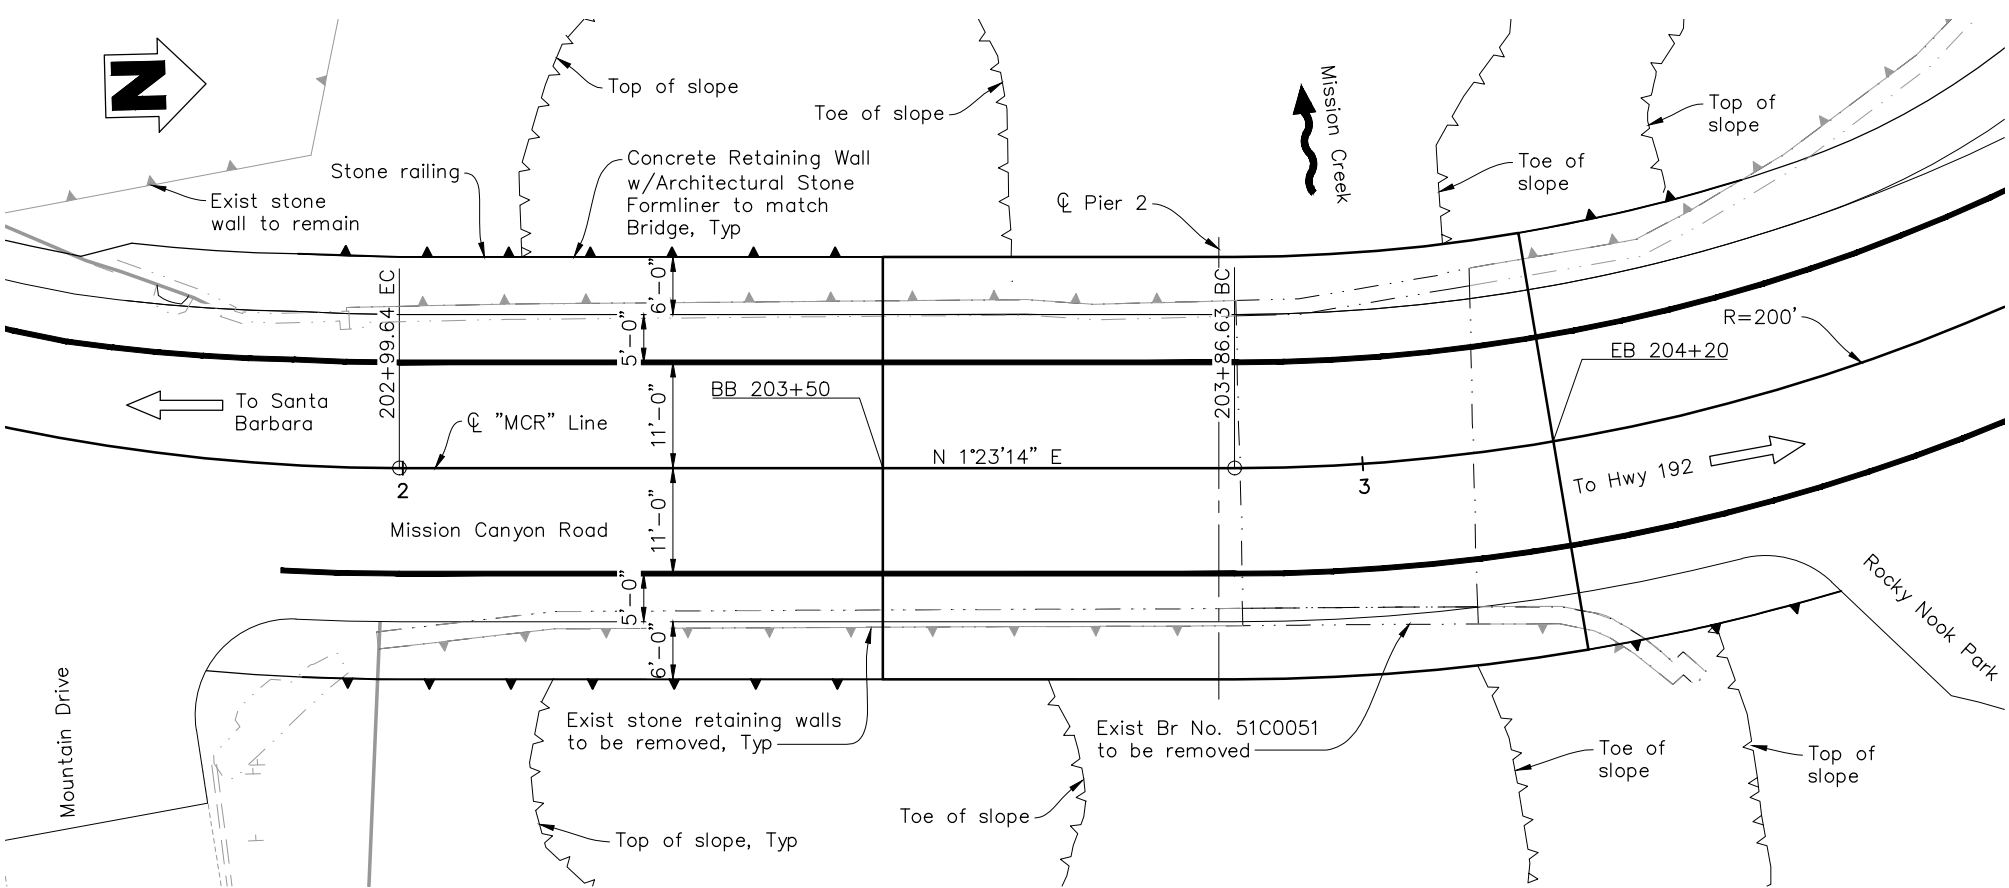 N
Top of slope
Toe of slope
Mission Creek
Top of
slope
Stone railing
Concrete Retaining Wall
w/Architectural Stone
Formliner to match
Bridge, Typ
Toe of
slope
Exist stone
wall to remain
℄ Pier 2
6'-0"
5'-0"
202+99.64 EC
203+86.63 BC
R=200'
EB 204+20
To Santa
Barbara
℄ "MCR" Line
11'-0"
BB 203+50
N 1°23'14" E
2
3
To Hwy 192
Mission Canyon Road
11'-0"
5'-0"
6'-0"
Rocky Nook Park
Mountain Drive
Exist stone retaining walls
to be removed, Typ
Exist Br No. 51C0051
to be removed
Toe of
slope
Top of
slope
Toe of slope
Top of slope, Typ